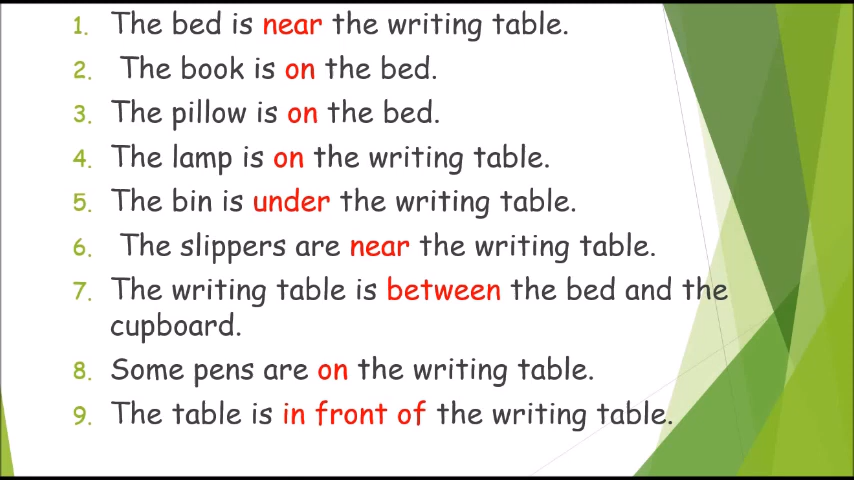 1. The bed is near the writing table.
2. The book is on the bed.
3. The pillow is on the bed.
4. The lamp is on the writing table.
5. The bin is under the writing table.
6. The slippers are near the writing table.
7. The writing table is between the bed and the
cupboard.
8. Some pens are on the writing table.
9. The table is in front of the writing table.